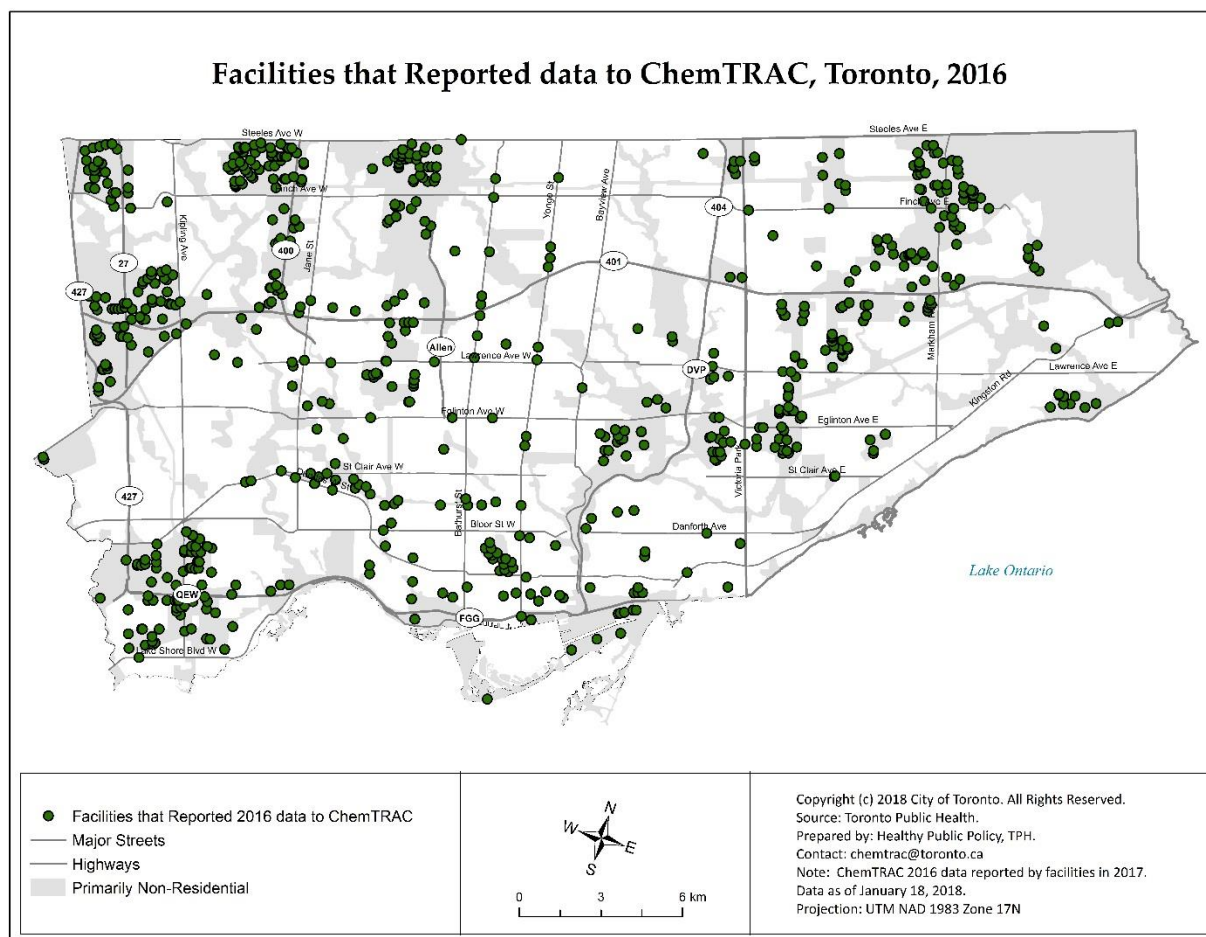 Facilities that Reported data to ChemTRAC, Toronto, 2016
Steeles Ave W
Steeles Ave E
Finch Ave E
Kipling Ave
Yonge St
Bayview Ave
404
400
Jane St
27
401
427
Allen
Lawrence Ave W
DVP
Lawrence Ave E
Kingston Rd
Eglinton Ave W
Eglinton Ave E
St Clair Ave W
St Clair Ave E
Victoria Park
427
Bathurst St
Bloor St W
Danforth Ave
Lake Ontario
QEW
FGG
Lake Shore Blvd W
Facilities that Reported 2016 data to ChemTRAC
Major Streets
Highways
Primarily Non-Residential
N
W
E
S
0 3 6 km
Copyright (c) 2018 City of Toronto. All Rights Reserved.
Source: Toronto Public Health.
Prepared by: Healthy Public Policy, TPH.
Contact: chemtrac@toronto.ca
Note: ChemTRAC 2016 data reported by facilities in 2017.
Data as of January 18, 2018.
Projection: UTM NAD 1983 Zone 17N